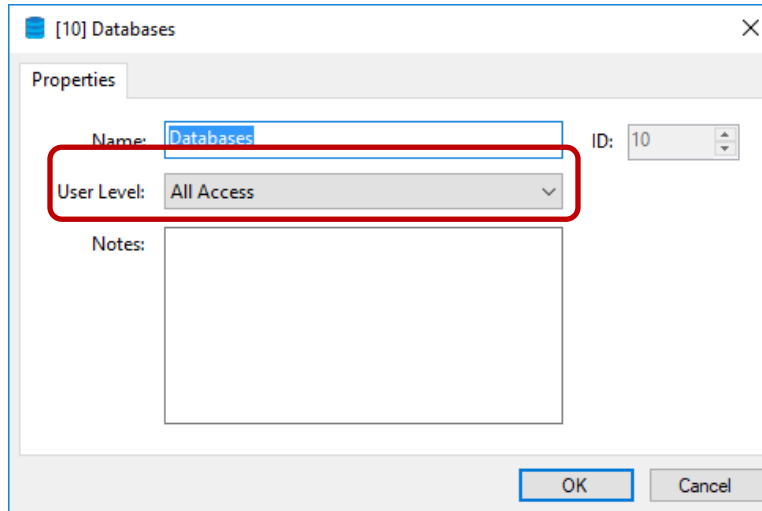 [10] Databases
Properties
Name: Databases ID: 10
User Level: All Access
Notes:
OK Cancel